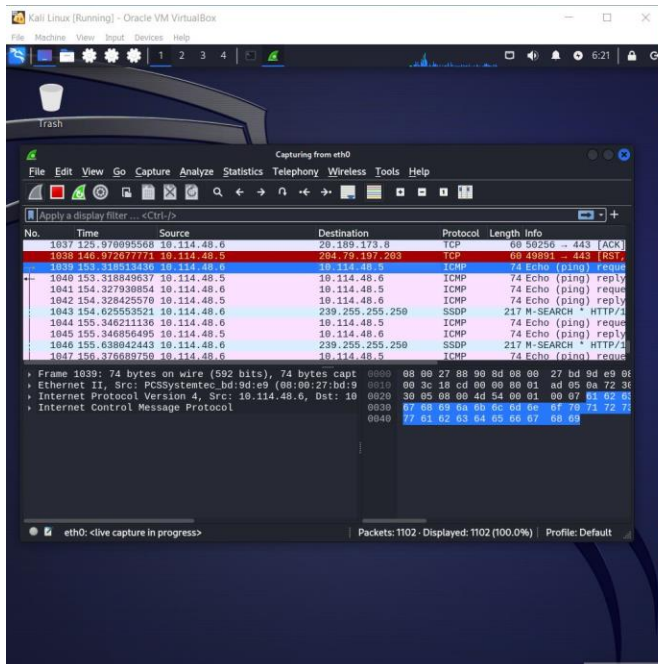 Kali Linux [Running] - Oracle VM VirtualBox
File Machine View Input Devices Help
1 2 3 4 6:21
Trash
Capturing from eth0
File Edit View Go Capture Analyze Statistics Telephony Wireless Tools Help
Apply a display filter ... <Ctrl-/>
No. Time Source Destination Protocol Length Info
1037 125.970095568 10.114.48.6 20.189.173.8 TCP 60 50256 → 443 [ACK]
1038 146.972677771 10.114.48.6 204.79.197.203 TCP 60 49891 → 443 [RST,
1039 153.318513436 10.114.48.6 10.114.48.5 ICMP 74 Echo (ping) reque
1040 153.318849637 10.114.48.5 10.114.48.6 ICMP 74 Echo (ping) reply
1041 154.327930854 10.114.48.6 10.114.48.5 ICMP 74 Echo (ping) reque
1042 154.328425570 10.114.48.5 10.114.48.6 ICMP 74 Echo (ping) reply
1043 154.625553521 10.114.48.6 239.255.255.250 SSDP 217 M-SEARCH * HTTP/1
1044 155.346211136 10.114.48.6 10.114.48.5 ICMP 74 Echo (ping) reque
1045 155.346856495 10.114.48.5 10.114.48.6 ICMP 74 Echo (ping) reply
1046 155.638042443 10.114.48.6 239.255.255.250 SSDP 217 M-SEARCH * HTTP/1
1047 156.376689750 10.114.48.6 10.114.48.5 ICMP 74 Echo (ping) reque
Frame 1039: 74 bytes on wire (592 bits), 74 bytes capt
Ethernet II, Src: PCSSystemtec_bd:9d:e9 (08:00:27:bd:9
Internet Protocol Version 4, Src: 10.114.48.6, Dst: 10
Internet Control Message Protocol
0000 08 00 27 88 90 8d 08 00 27 bd 9d e9 08
0010 00 3c 18 cd 00 00 80 01 ad 05 0a 72 30
0020 30 05 08 00 4d 54 00 01 00 07 61 62 63
0030 67 68 69 6a 6b 6c 6d 6e 6f 70 71 72 73
0040 77 61 62 63 64 65 66 67 68 69
eth0: <live capture in progress> Packets: 1102 · Displayed: 1102 (100.0%) Profile: Default